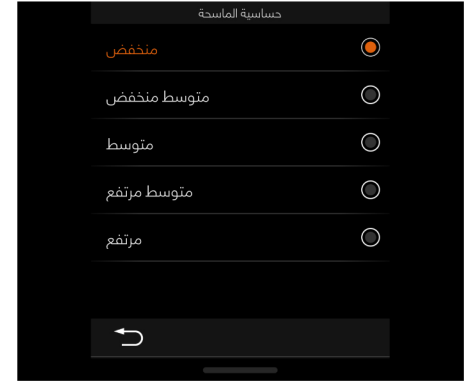 حساسية الماسحة
منخفض
متوسط منخفض
متوسط
متوسط مرتفع
مرتفع